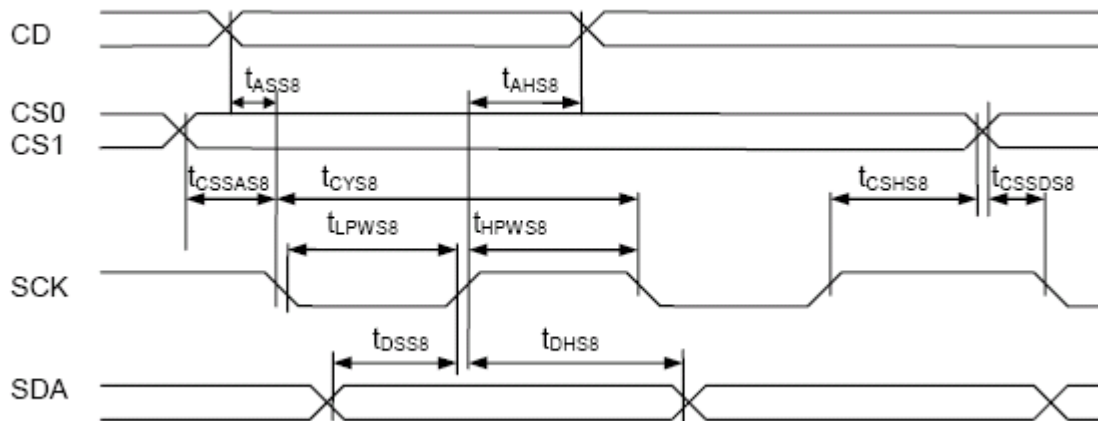 CD
tASS8 tAHS8
CS0
CS1
tCSSAS8 tCYS8 tCSHS8 tCSSDS8
tLPWS8 tHPWS8
SCK
tDSS8 tDHS8
SDA